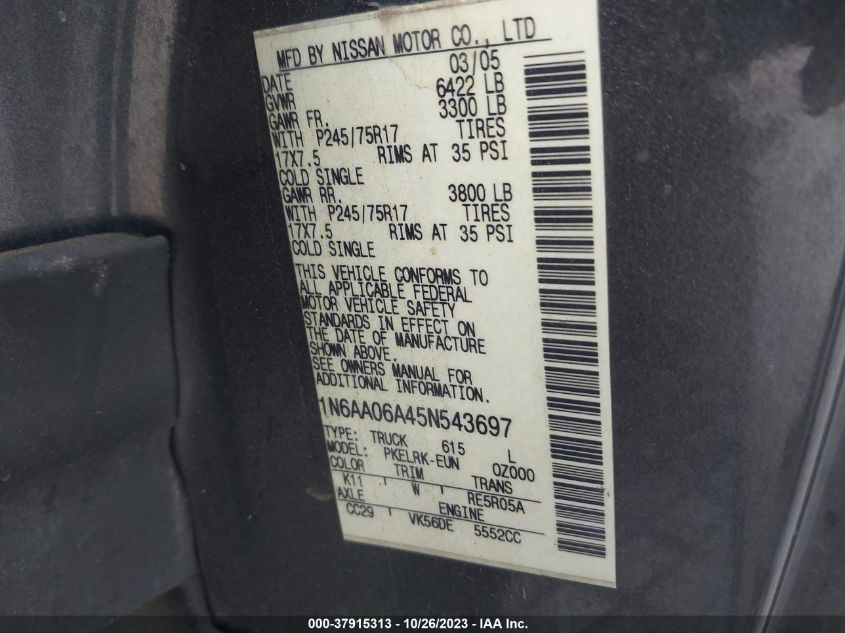 MFD BY NISSAN MOTOR CO., LTD
DATE 03/05
GVWR 6422 LB
GAWR FR. 3300 LB
WITH P245/75R17 TIRES
17X7.5 RIMS AT 35 PSI
COLD SINGLE
GAWR RR. 3800 LB
WITH P245/75R17 TIRES
17X7.5 RIMS AT 35 PSI
COLD SINGLE
THIS VEHICLE CONFORMS TO
ALL APPLICABLE FEDERAL
MOTOR VEHICLE SAFETY
STANDARDS IN EFFECT ON
THE DATE OF MANUFACTURE
SHOWN ABOVE.
SEE OWNERS MANUAL FOR
ADDITIONAL INFORMATION
1N6AA06A45N543697
TYPE: TRUCK 615 L
MODEL: PKELRK-EUN 0Z000
COLOR TRIM TRANS
K11 W RE5R05A
AXLE ENGINE
CC29 VK56DE 5552CC
000-37915313 - 10/26/2023 - IAA Inc.